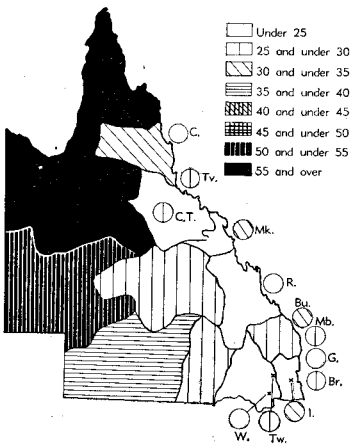 Under 25
25 and under 30
30 and under 35
35 and under 40
40 and under 45
45 and under 50
50 and under 55
55 and over
C.
Tv.
C.T.
Mk.
R.
Bu.
Mb.
G.
Br.
I.
W.
Tw.